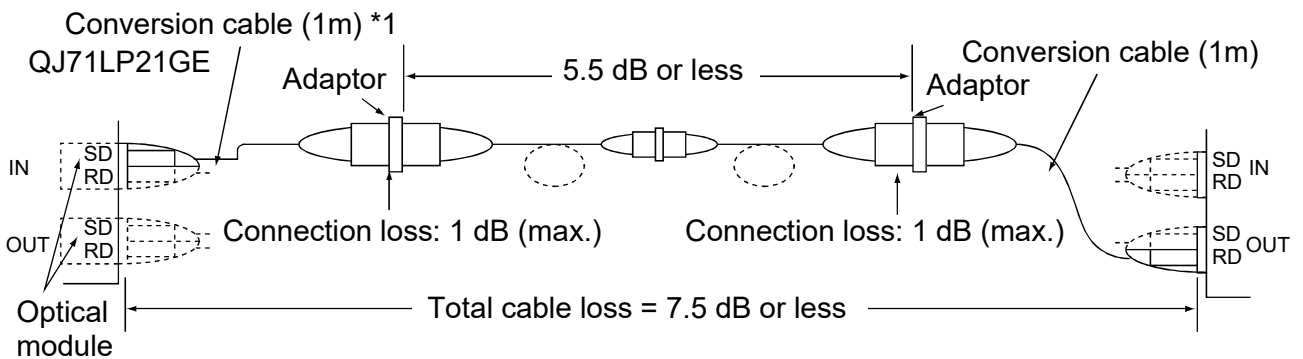 Conversion cable (1m) *1
QJ71LP21GE
Adaptor
5.5 dB or less
Conversion cable (1m)
Adaptor
IN
SD
RD
SD
RD
IN
OUT
SD
RD
Connection loss: 1 dB (max.)
Connection loss: 1 dB (max.)
SD
RD
OUT
Optical
module
Total cable loss = 7.5 dB or less